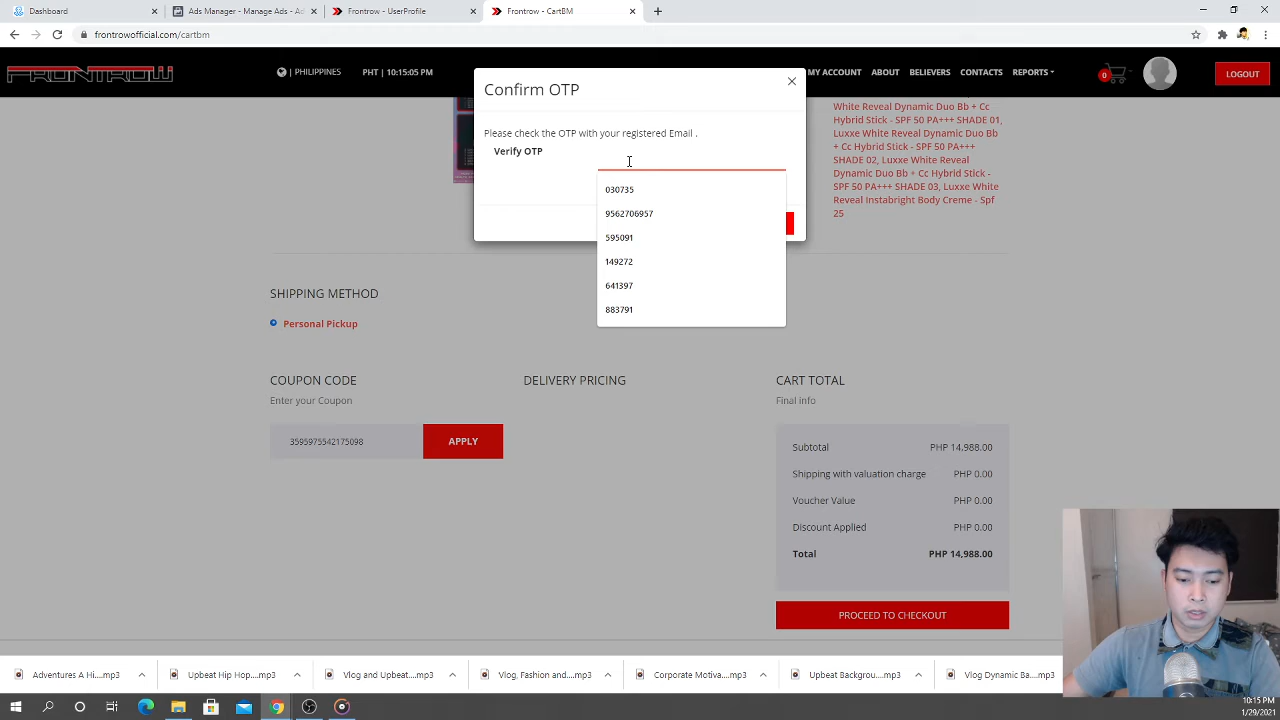 Dashboard
Ads Manager - Manage Ads - Ad
Frontrow - UserProfile
Frontrow - CartBM
frontrowofficial.com/cartbm
FRONTROW
| PHILIPPINES
PHT | 10:15:05 PM
MY ACCOUNT
ABOUT
BELIEVERS
CONTACTS
REPORTS
0
LOGOUT
Confirm OTP
Please check the OTP with your registered Email .
Verify OTP
030735
9562706957
595091
149272
641397
883791
White Reveal Dynamic Duo Bb + Cc
Hybrid Stick - SPF 50 PA+++ SHADE 01,
Luxxe White Reveal Dynamic Duo Bb
+ Cc Hybrid Stick - SPF 50 PA+++
SHADE 02, Luxxe White Reveal
Dynamic Duo Bb + Cc Hybrid Stick -
SPF 50 PA+++ SHADE 03, Luxxe White
Reveal Instabright Body Creme - Spf
25
SHIPPING METHOD
Personal Pickup
COUPON CODE
Enter your Coupon
3595975542175098
APPLY
DELIVERY PRICING
CART TOTAL
Final info
Subtotal PHP 14,988.00
Shipping with valuation charge PHP 0.00
Voucher Value PHP 0.00
Discount Applied PHP 0.00
Total PHP 14,988.00
PROCEED TO CHECKOUT
Adventures A Hi....mp3
Upbeat Hip Hop....mp3
Vlog and Upbeat....mp3
Vlog, Fashion and....mp3
Corporate Motiva....mp3
Upbeat Backgrou....mp3
Vlog Dynamic Ba....mp3
10:15 PM
1/29/2021